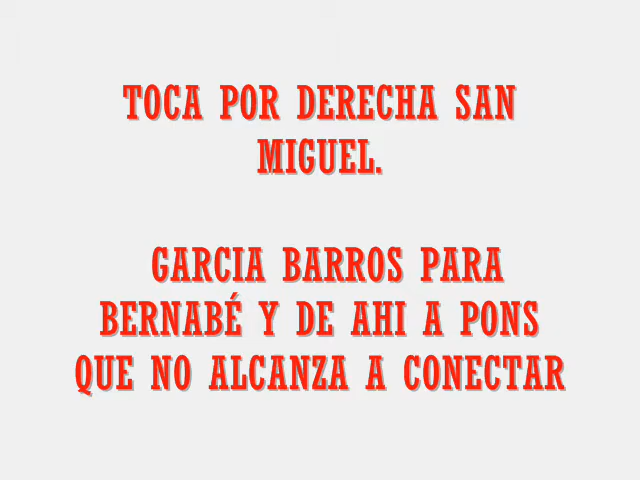 TOCA POR DERECHA SAN
MIGUEL.
GARCIA BARROS PARA
BERNABÉ Y DE AHI A PONS
QUE NO ALCANZA A CONECTAR